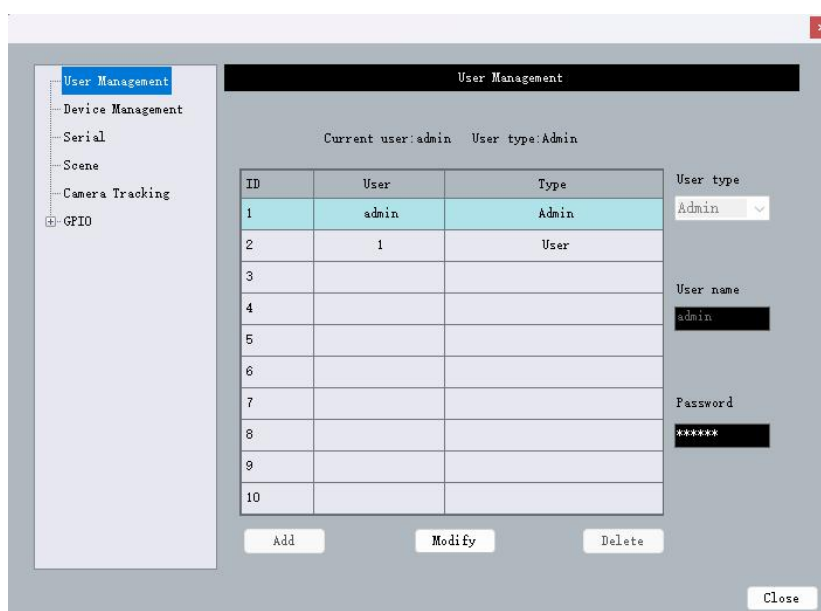 User Management
Device Management
Serial
Scene
Camera Tracking
GPIO
User Management
Current user:admin User type:Admin
ID User Type
1 admin Admin
2 1 User
3
4
5
6
7
8
9
10
User type
Admin
User name
admin
Password
******
Add Modify Delete
Close